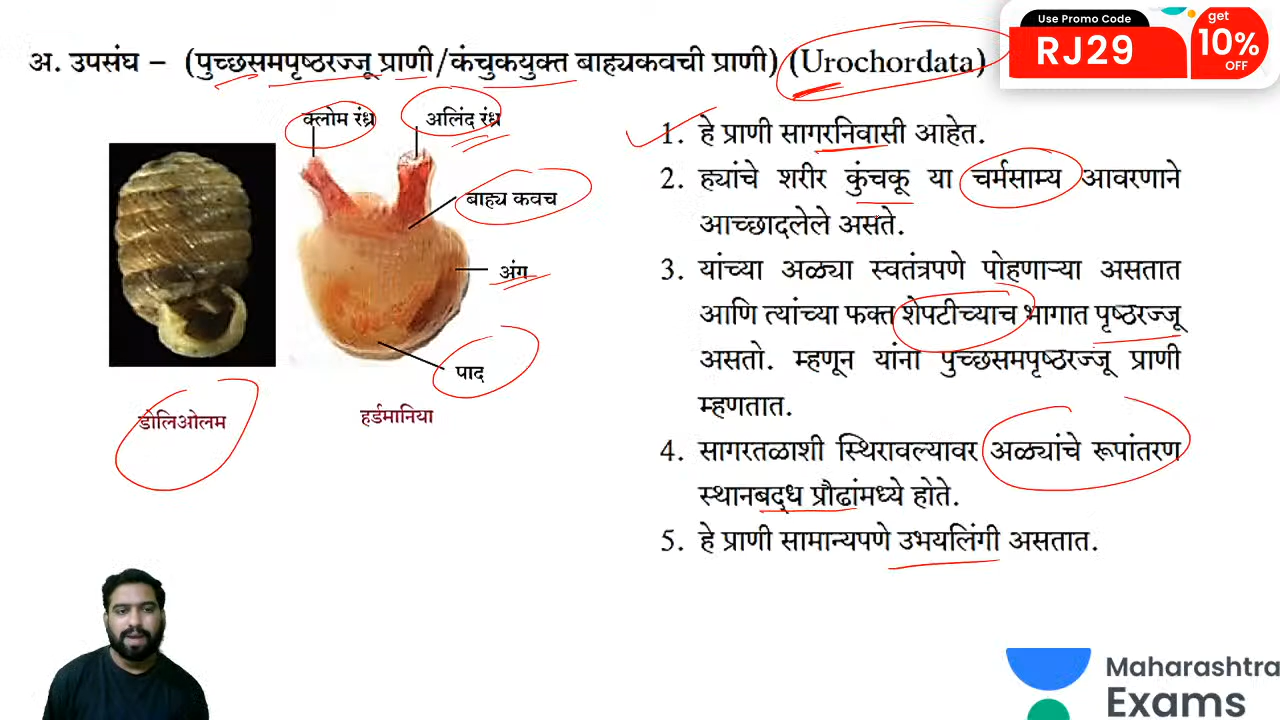 अ. उपसंघ – (पुच्छसमपृष्ठरज्जू प्राणी/कंचुकयुक्त बाह्यकवची प्राणी) (Urochordata)
Use Promo Code
RJ29
get
10%
OFF
क्लोम रंध्र
अलिंद रंध्र
बाह्य कवच
अंग
पाद
डोलिओलम
हर्डमानिया
1. हे प्राणी सागरनिवासी आहेत.
2. ह्यांचे शरीर कुंचकू या चर्मसाम्य आवरणाने
आच्छादलेले असते.
3. यांच्या अळ्या स्वतंत्रपणे पोहणाऱ्या असतात
आणि त्यांच्या फक्त शेपटीच्याच भागात पृष्ठरज्जू
असतो. म्हणून यांना पुच्छसमपृष्ठरज्जू प्राणी
म्हणतात.
4. सागरतळाशी स्थिरावल्यावर अळ्यांचे रूपांतरण
स्थानबद्ध प्रौढांमध्ये होते.
5. हे प्राणी सामान्यपणे उभयलिंगी असतात.
Maharashtra
Exams